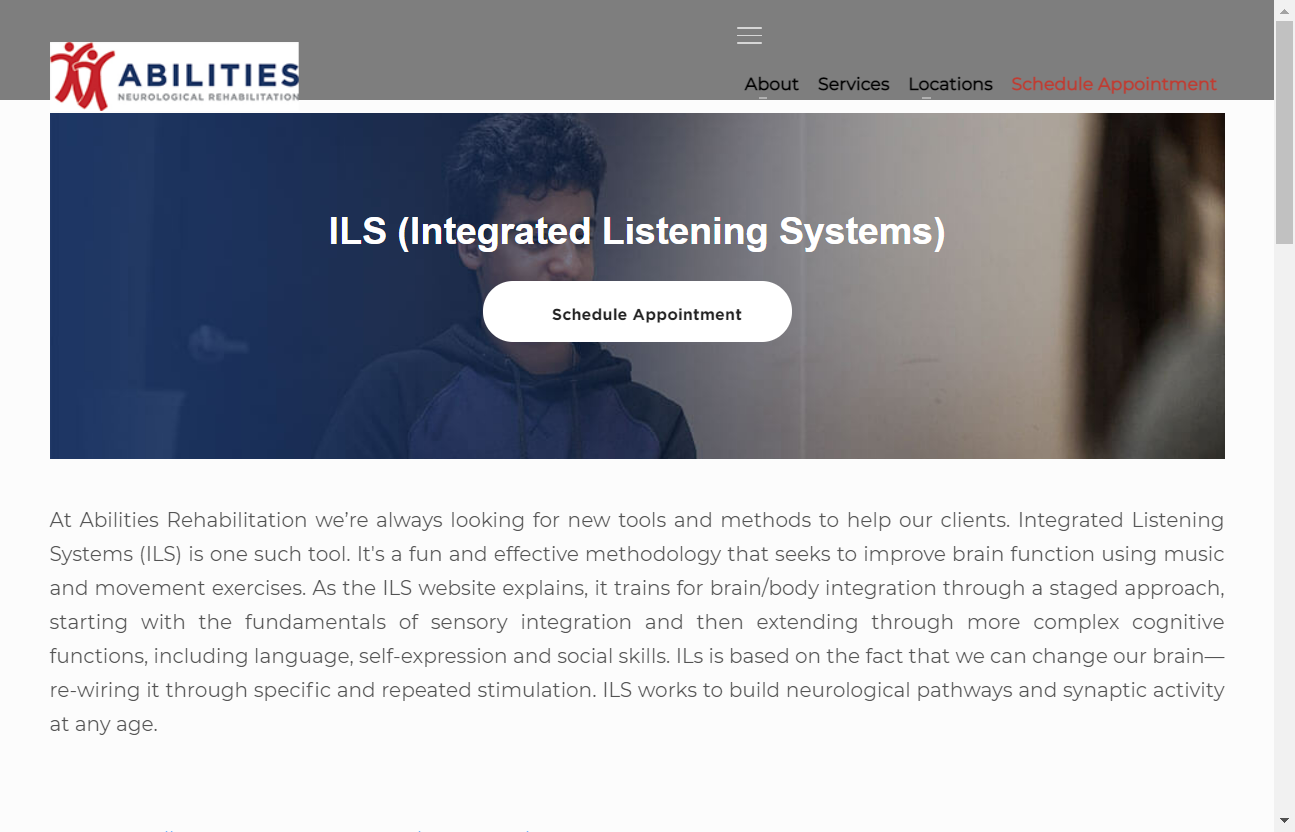 ABILITIES
NEUROLOGICAL REHABILITATION
About Services Locations Schedule Appointment
ILS (Integrated Listening Systems)
Schedule Appointment
At Abilities Rehabilitation we’re always looking for new tools and methods to help our clients. Integrated Listening
Systems (ILS) is one such tool. It's a fun and effective methodology that seeks to improve brain function using music
and movement exercises. As the ILS website explains, it trains for brain/body integration through a staged approach,
starting with the fundamentals of sensory integration and then extending through more complex cognitive
functions, including language, self-expression and social skills. ILs is based on the fact that we can change our brain—
re-wiring it through specific and repeated stimulation. ILS works to build neurological pathways and synaptic activity
at any age.